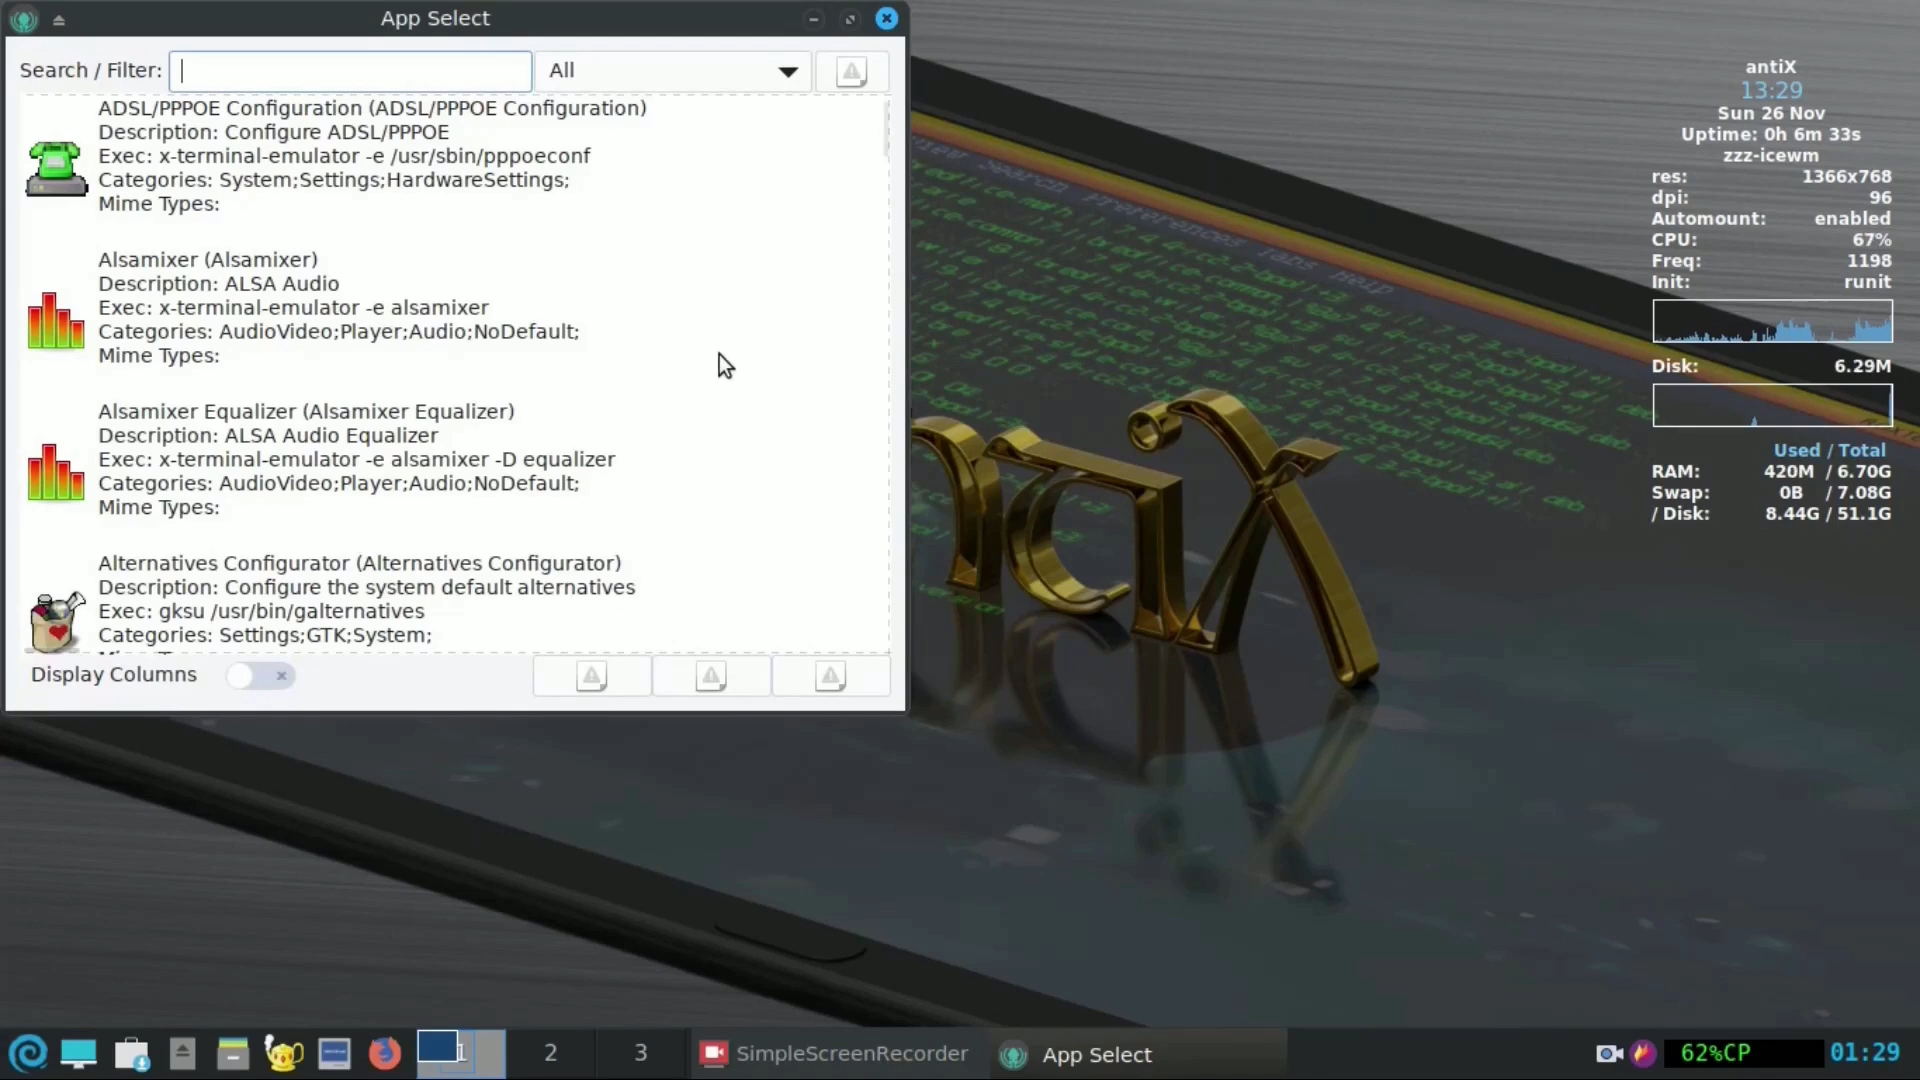 App Select
Search / Filter:
All
ADSL/PPPOE Configuration (ADSL/PPPOE Configuration)
Description: Configure ADSL/PPPOE
Exec: x-terminal-emulator -e /usr/sbin/pppoeconf
Categories: System;Settings;HardwareSettings;
Mime Types:
Alsamixer (Alsamixer)
Description: ALSA Audio
Exec: x-terminal-emulator -e alsamixer
Categories: AudioVideo;Player;Audio;NoDefault;
Mime Types:
Alsamixer Equalizer (Alsamixer Equalizer)
Description: ALSA Audio Equalizer
Exec: x-terminal-emulator -e alsamixer -D equalizer
Categories: AudioVideo;Player;Audio;NoDefault;
Mime Types:
Alternatives Configurator (Alternatives Configurator)
Description: Configure the system default alternatives
Exec: gksu /usr/bin/galternatives
Categories: Settings;GTK;System;
Display Columns
antiX
13:29
Sun 26 Nov
Uptime: 0h 6m 33s
zzz-icewm
res: 1366x768
dpi: 96
Automount: enabled
CPU: 67%
Freq: 1198
Init: runit
Disk: 6.29M
Used / Total
RAM: 420M / 6.70G
Swap: 0B / 7.08G
/ Disk: 8.44G / 51.1G
Search Preferences Tabs Help
1 2 3 SimpleScreenRecorder App Select 62%CP 01:29